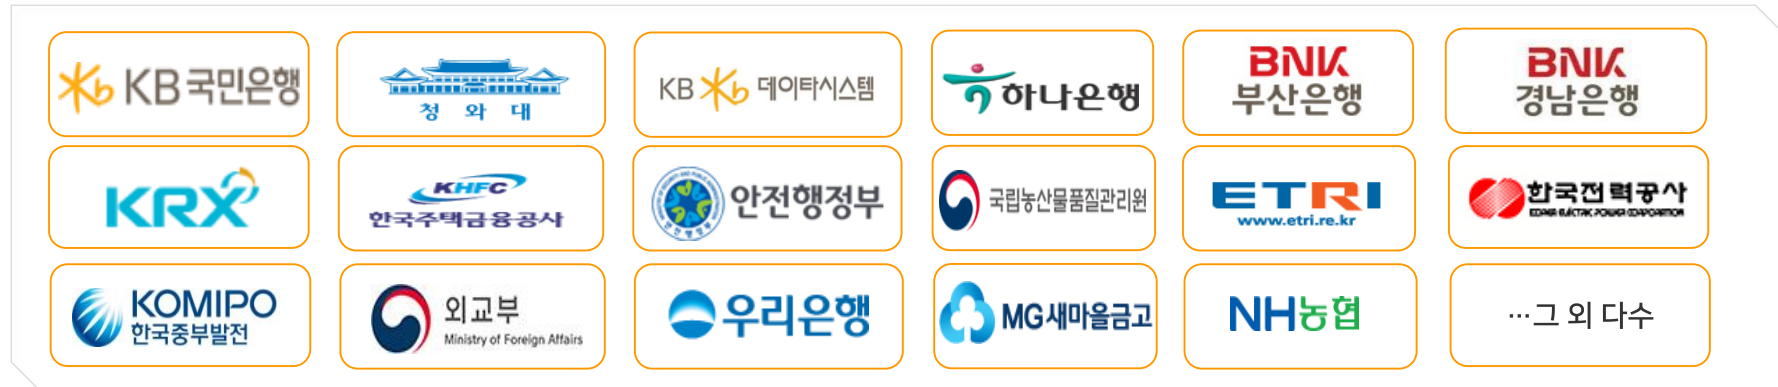 KB국민은행
청와대
KB 데이타시스템
하나은행
BNK
부산은행
BNK
경남은행
KRX
KHFC
한국주택금융공사
안전행정부
국립농산물품질관리원
ETRI
www.etri.re.kr
한국전력공사
KOREA ELECTRIC POWER CORPORATION
KOMIPO
한국중부발전
외교부
Ministry of Foreign Affairs
우리은행
MG새마을금고
NH농협
…그 외 다수